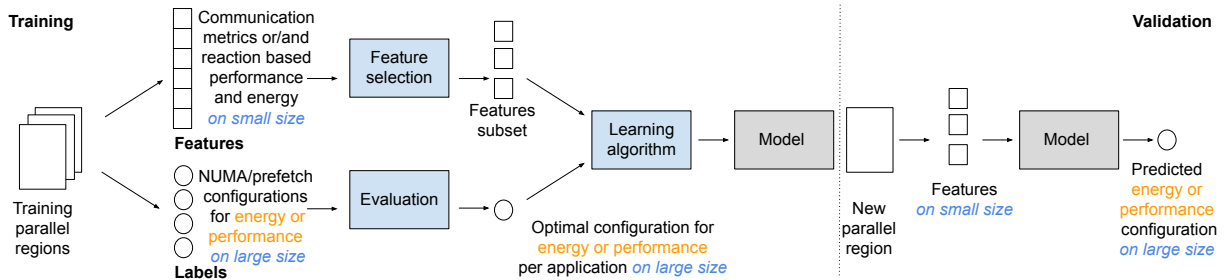 Training
Training
parallel
regions
Communication
metrics or/and
reaction based
performance
and energy
on small size
Features
Feature
selection
Features
subset
NUMA/prefetch
configurations
for energy or
performance
on large size
Labels
Evaluation
Optimal configuration for
energy or performance
per application on large size
Learning
algorithm
Model
Validation
New
parallel
region
Features
on small size
Model
Predicted
energy or
performance
configuration
on large size